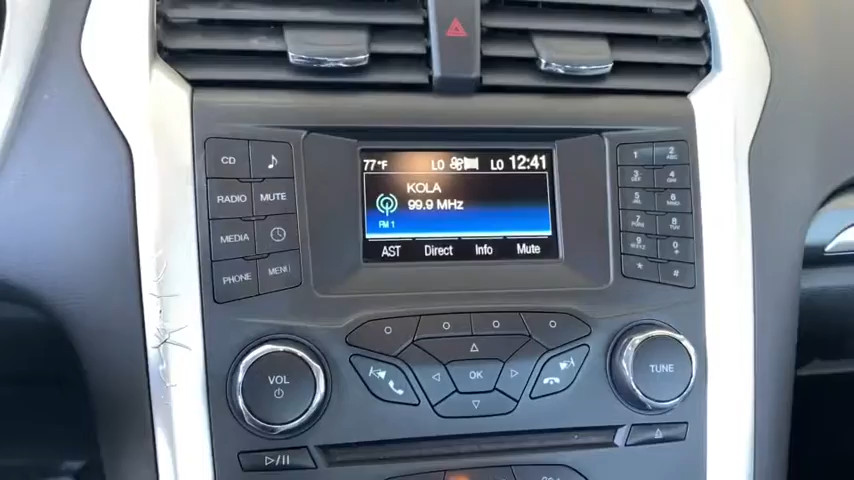 77°F LO LO 12:41
KOLA
99.9 MHz
FM 1
AST Direct Info Mute
CD
RADIO MUTE
MEDIA
PHONE MENU
1 2 ABC
3 DEF 4 GHI
5 JKL 6 MNO
7 PQRS 8 TUV
9 WXYZ 0 +
* #
VOL
OK
TUNE